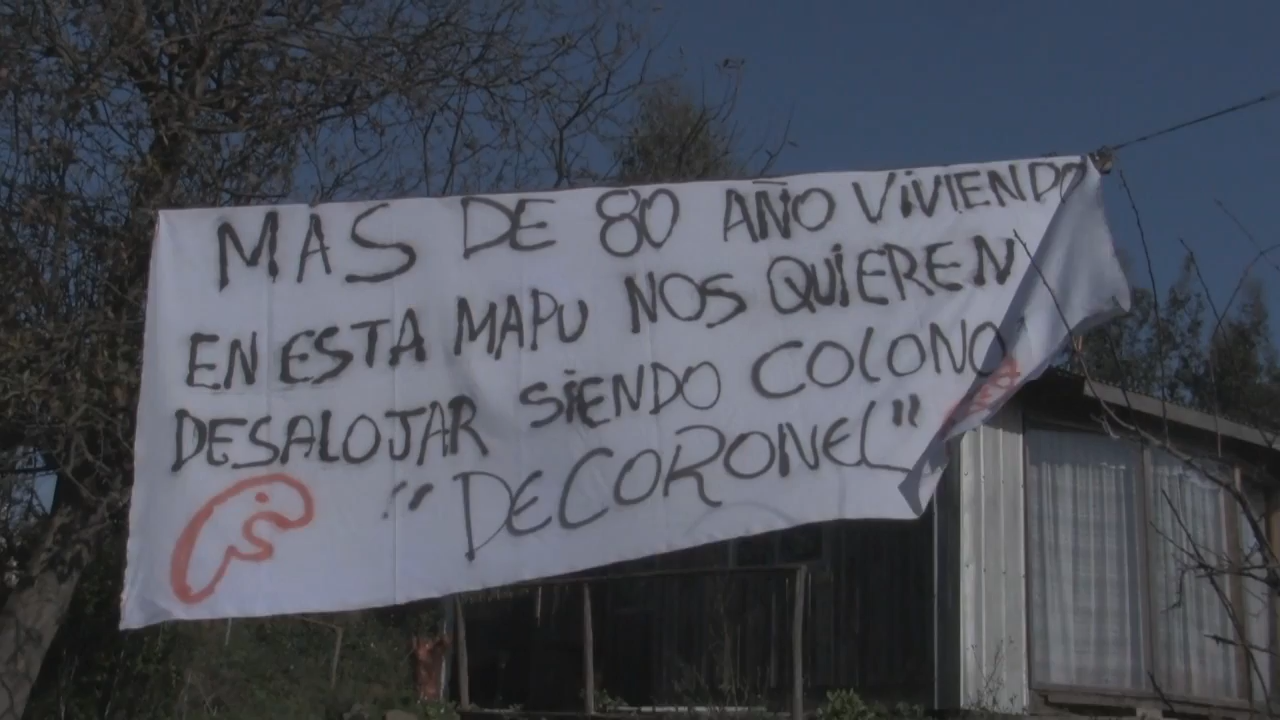 MAS DE 80 AÑO ViViENDO
EN ESTA MAPU NOS QUiEREN
DESALOJAR SiENDO COLONO
"DECORONEL"